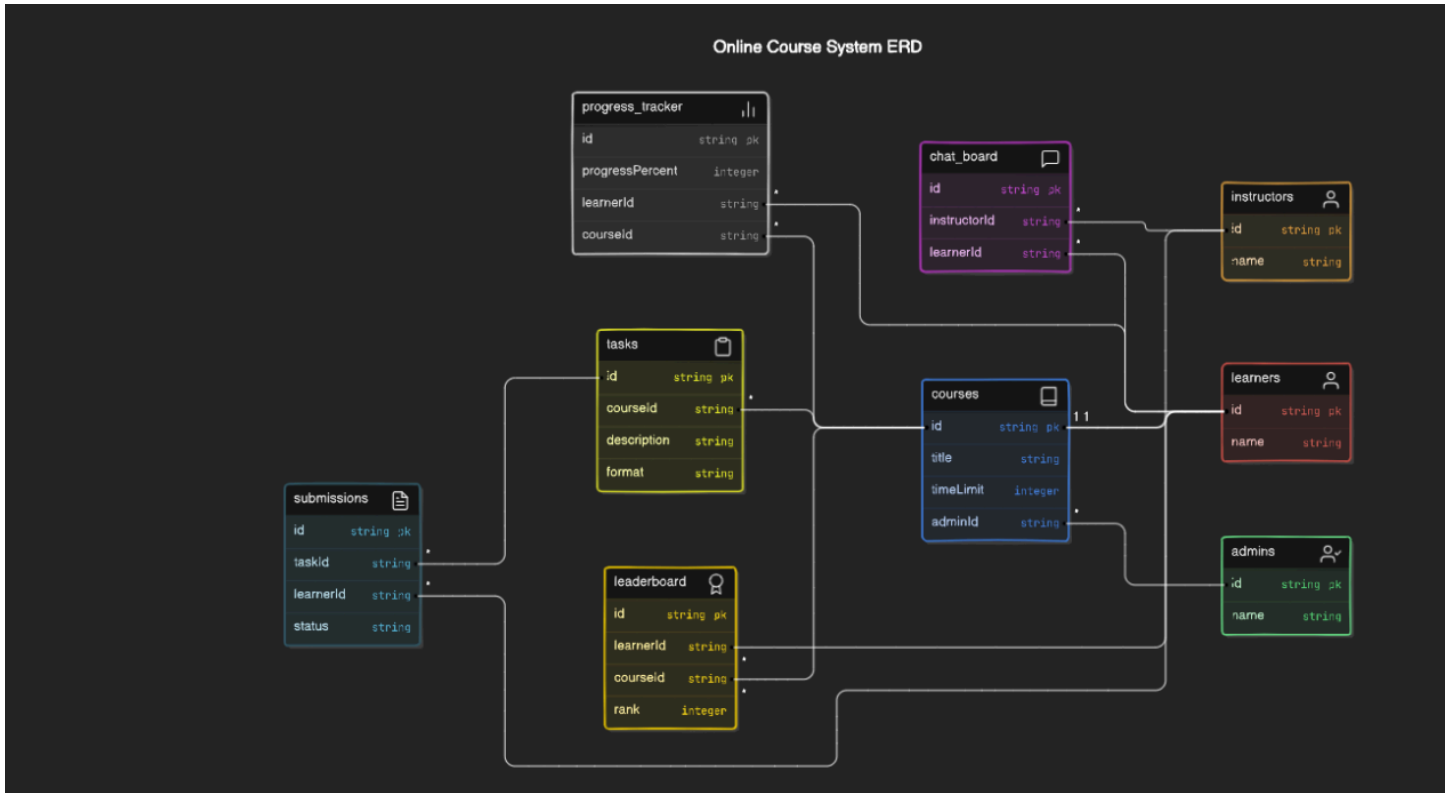 Online Course System ERD
progress_tracker
id string pk
progressPercent integer
learnerId string
courseId string
chat_board
id string pk
instructorId string
learnerId string
instructors
id string pk
name string
tasks
id string pk
courseId string
description string
format string
courses
id string pk
title string
timeLimit integer
adminId string
1 1
learners
id string pk
name string
submissions
id string pk
taskId string
learnerId string
status string
leaderboard
id string pk
learnerId string
courseId string
rank integer
admins
id string pk
name string